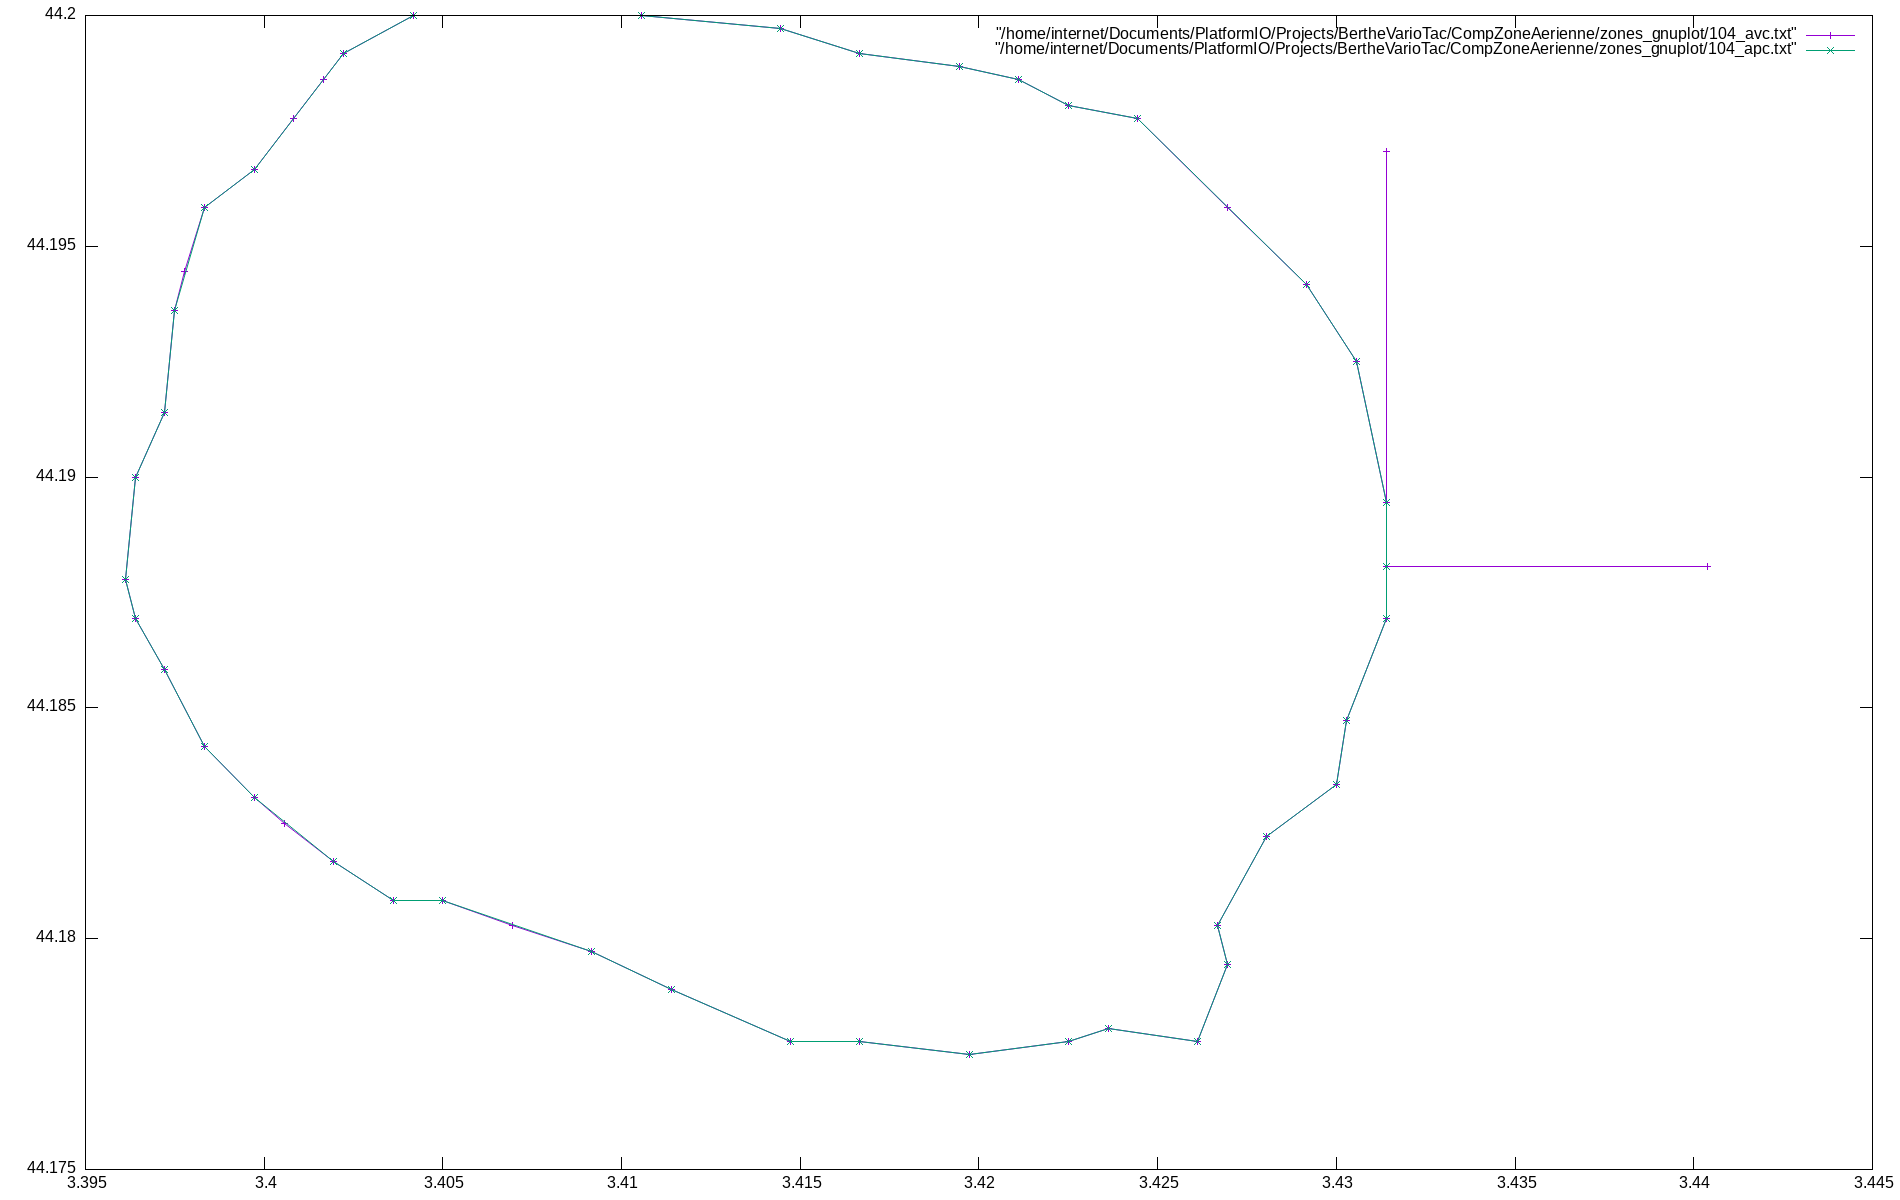 44.2
"/home/internet/Documents/PlatformIO/Projects/BertheVarioTac/CompZoneAerienne/zones_gnuplot/104_avc.txt"
"/home/internet/Documents/PlatformIO/Projects/BertheVarioTac/CompZoneAerienne/zones_gnuplot/104_apc.txt"
44.195
44.19
44.185
44.18
44.175
3.395 3.4 3.405 3.41 3.415 3.42 3.425 3.43 3.435 3.44 3.445